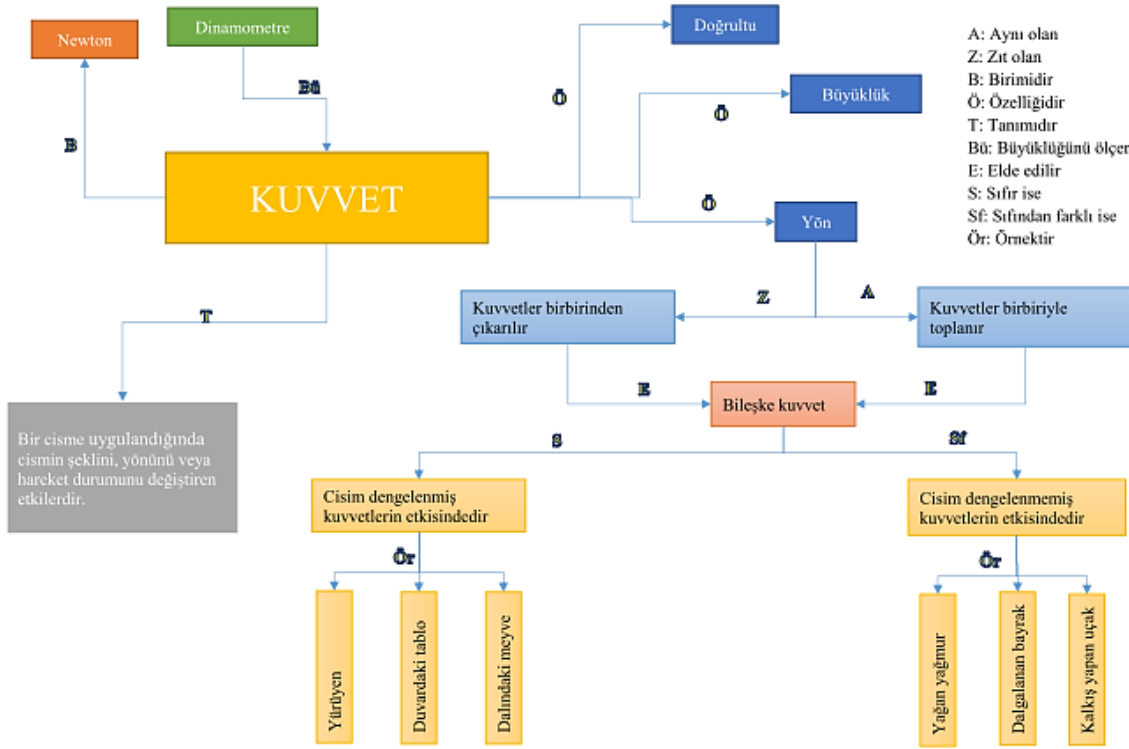 Newton
Dinamometre
Doğrultu
Büyüklük
Bü
Ö
Ö
B
KUVVET
Ö
Yön
A: Aynı olan
Z: Zıt olan
B: Birimidir
Ö: Özelliğidir
T: Tanımıdır
Bü: Büyüklüğünü ölçer
E: Elde edilir
S: Sıfır ise
Sf: Sıfından farklı ise
Ör: Örnektir
Z
A
Kuvvetler birbirinden
çıkarılır
Kuvvetler birbiriyle
toplanır
T
E
E
Bileşke kuvvet
Bir cisme uygulandığında
cismin şeklini, yönünü veya
hareket durumunu değiştiren
etkilerdir.
S
Sf
Cisim dengelenmiş
kuvvetlerin etkisindedir
Cisim dengelenmemiş
kuvvetlerin etkisindedir
Ör
Ör
Yürüyen
Duvardaki tablo
Dalındaki meyve
Yağan yağmur
Dalgalanan bayrak
Kalkış yapan uçak